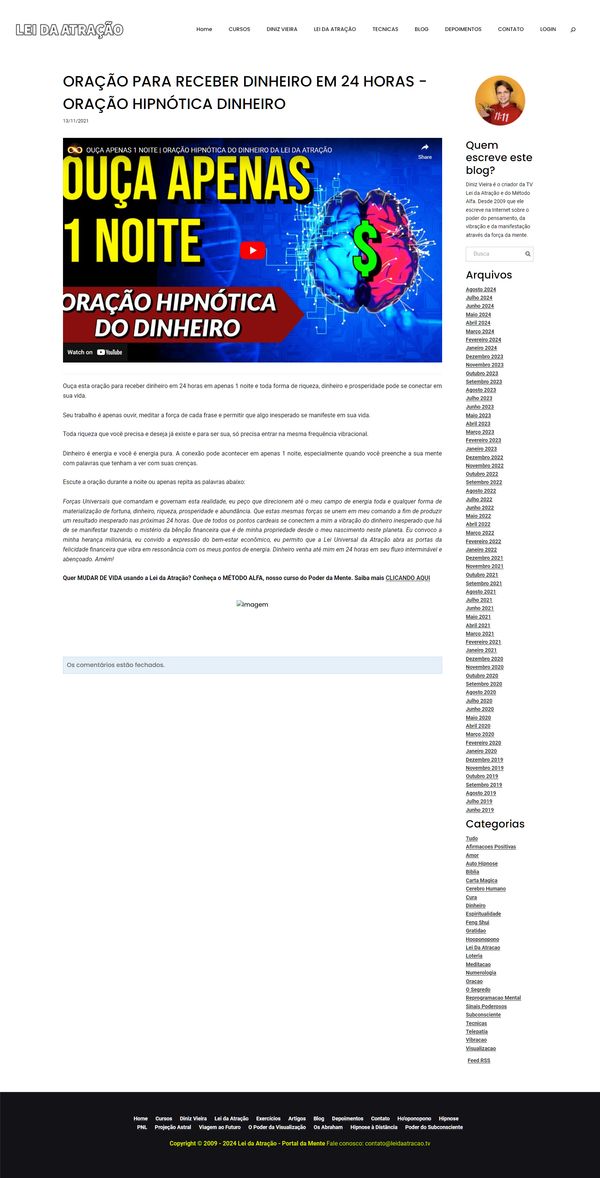 LEI DA ATRAÇÃO
Home CURSOS DINIZ VIEIRA LEI DA ATRAÇÃO TECNICAS BLOG DEPOIMENTOS CONTATO LOGIN
ORAÇÃO PARA RECEBER DINHEIRO EM 24 HORAS -
ORAÇÃO HIPNÓTICA DINHEIRO
13/11/2021
OUÇA APENAS 1 NOITE | ORAÇÃO HIPNÓTICA DO DINHEIRO DA LEI DA ATRAÇÃO
Share
OUÇA APENAS
1 NOITE
$
ORAÇÃO HIPNÓTICA
DO DINHEIRO
Watch on YouTube
Ouça esta oração para receber dinheiro em 24 horas em apenas 1 noite e toda forma de riqueza, dinheiro e prosperidade pode se conectar em
sua vida.
Seu trabalho é apenas ouvir, meditar a força de cada frase e permitir que algo inesperado se manifeste em sua vida.
Toda riqueza que você precisa e deseja já existe e para ser sua, só precisa entrar na mesma frequência vibracional.
Dinheiro é energia e você é energia pura. A conexão pode acontecer em apenas 1 noite, especialmente quando você preenche a sua mente
com palavras que tenham a ver com suas crenças.
Escute a oração durante a noite ou apenas repita as palavras abaixo:
Forças Universais que comandam e governam esta realidade, eu peço que direcionem até o meu campo de energia toda e qualquer forma de
materialização de fortuna, dinheiro, riqueza, prosperidade e abundância. Que estas mesmas forças se unem em meu comando a fim de produzir
um resultado inesperado nas próximas 24 horas. Que de todos os pontos cardeais se conectem a mim a vibração do dinheiro inesperado que há
de se manifestar trazendo o mistério da bênção financeira que é de minha propriedade desde o meu nascimento neste planeta. Eu convoco a
minha herança milionária, eu convido a expressão do bem-estar econômico, eu permito que a Lei Universal da Atração abra as portas da
felicidade financeira que vibra em ressonância com os meus pontos de energia. Dinheiro venha até mim em 24 horas em seu fluxo interminável e
abençoado. Amém!
Quer MUDAR DE VIDA usando a Lei da Atração? Conheça o MÉTODO ALFA, nosso curso do Poder da Mente. Saiba mais CLICANDO AQUI
Imagem
Os comentários estão fechados.
11:11
Quem
escreve este
blog?
Diniz Vieira é o criador da TV
Lei da Atração e do Método
Alfa. Desde 2009 que ele
escreve na Internet sobre o
poder do pensamento, da
vibração e da manifestação
através da força da mente.
Busca
Arquivos
Agosto 2024
Julho 2024
Junho 2024
Maio 2024
Abril 2024
Março 2024
Fevereiro 2024
Janeiro 2024
Dezembro 2023
Novembro 2023
Outubro 2023
Setembro 2023
Agosto 2023
Julho 2023
Junho 2023
Maio 2023
Abril 2023
Março 2023
Fevereiro 2023
Janeiro 2023
Dezembro 2022
Novembro 2022
Outubro 2022
Setembro 2022
Agosto 2022
Julho 2022
Junho 2022
Maio 2022
Abril 2022
Março 2022
Fevereiro 2022
Janeiro 2022
Dezembro 2021
Novembro 2021
Outubro 2021
Setembro 2021
Agosto 2021
Julho 2021
Junho 2021
Maio 2021
Abril 2021
Março 2021
Fevereiro 2021
Janeiro 2021
Dezembro 2020
Novembro 2020
Outubro 2020
Setembro 2020
Agosto 2020
Julho 2020
Junho 2020
Maio 2020
Abril 2020
Março 2020
Fevereiro 2020
Janeiro 2020
Dezembro 2019
Novembro 2019
Outubro 2019
Setembro 2019
Agosto 2019
Julho 2019
Junho 2019
Categorias
Tudo
Afirmacoes Positivas
Amor
Auto Hipnose
Biblia
Carta Magica
Cerebro Humano
Cura
Dinheiro
Espiritualidade
Feng Shui
Gratidao
Hooponopono
Lei Da Atracao
Loteria
Meditacao
Numerologia
Oracao
O Segredo
Reprogramacao Mental
Sinais Poderosos
Subconsciente
Tecnicas
Telepatia
Vibracao
Visualizacao
Feed RSS
Home Cursos Diniz Vieira Lei da Atração Exercícios Artigos Blog Depoimentos Contato Ho'oponopono Hipnose
PNL Projeção Astral Viagem ao Futuro O Poder da Visualização Os Abraham Hipnose à Distância Poder do Subconsciente
Copyright © 2009 - 2024 Lei da Atração - Portal da Mente Fale conosco: contato@leidaatracao.tv